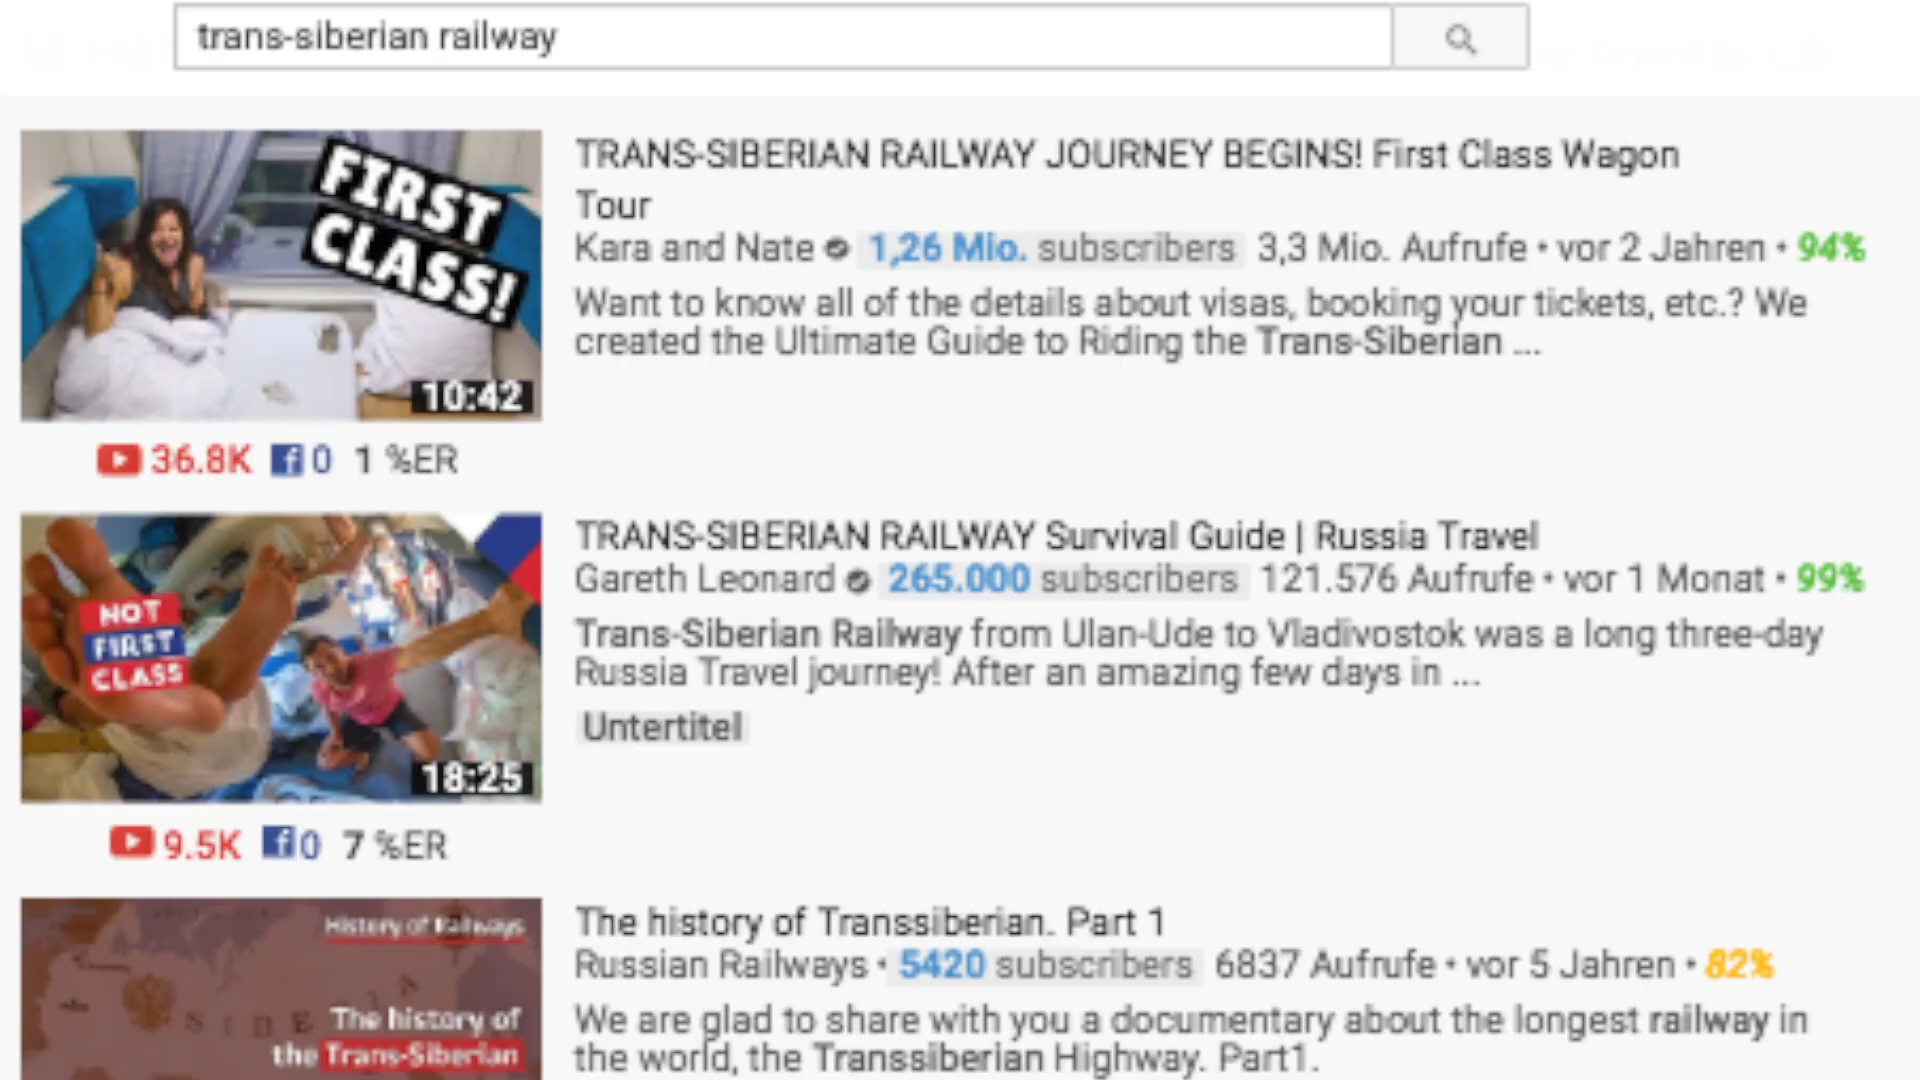 trans-siberian railway
FIRST
CLASS!
10:42
TRANS-SIBERIAN RAILWAY JOURNEY BEGINS! First Class Wagon
Tour
Kara and Nate 1,26 Mio. subscribers 3,3 Mio. Aufrufe • vor 2 Jahren • 94%
Want to know all of the details about visas, booking your tickets, etc.? We
created the Ultimate Guide to Riding the Trans-Siberian ...
36.8K 0 1 %ER
NOT
FIRST
CLASS
18:25
TRANS-SIBERIAN RAILWAY Survival Guide | Russia Travel
Gareth Leonard 265.000 subscribers 121.576 Aufrufe • vor 1 Monat • 99%
Trans-Siberian Railway from Ulan-Ude to Vladivostok was a long three-day
Russia Travel journey! After an amazing few days in ...
Untertitel
9.5K 0 7 %ER
History of Railways
The history of
the Trans-Siberian
The history of Transsiberian. Part 1
Russian Railways • 5420 subscribers 6837 Aufrufe • vor 5 Jahren • 82%
We are glad to share with you a documentary about the longest railway in
the world, the Transsiberian Highway. Part1.